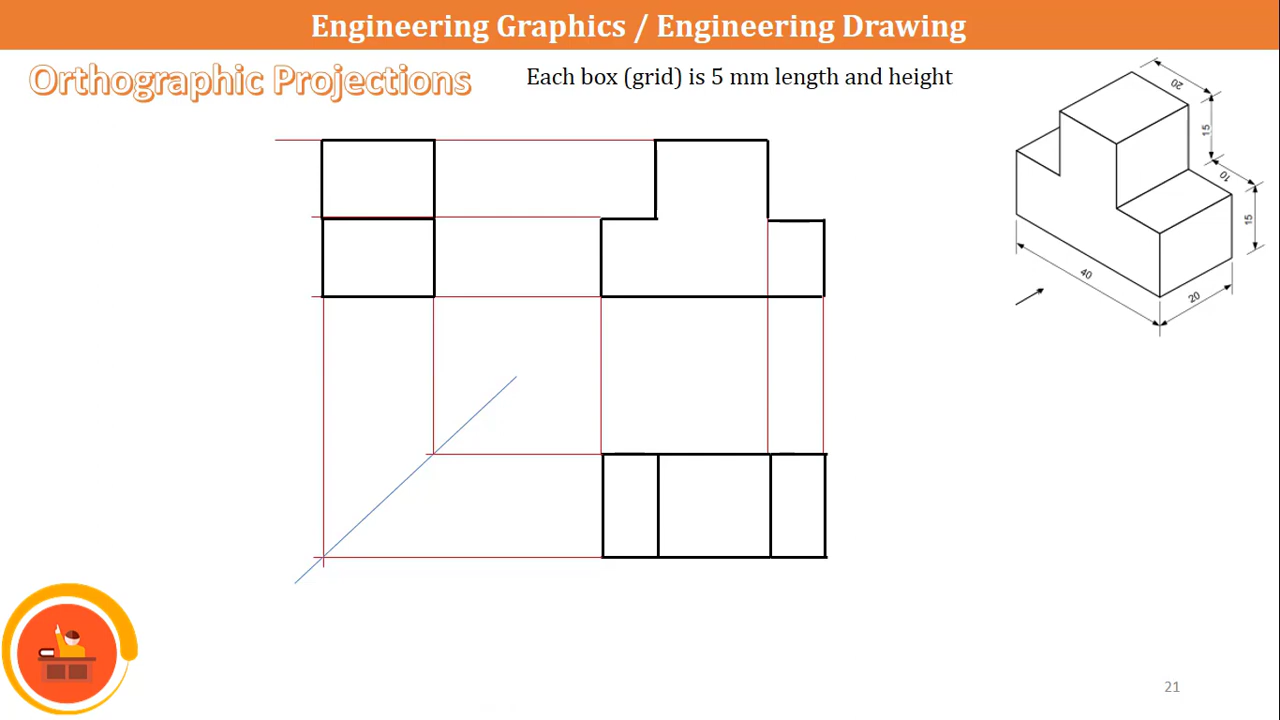 Engineering Graphics / Engineering Drawing
Orthographic Projections
Each box (grid) is 5 mm length and height
20
15
10
15
40
20
21